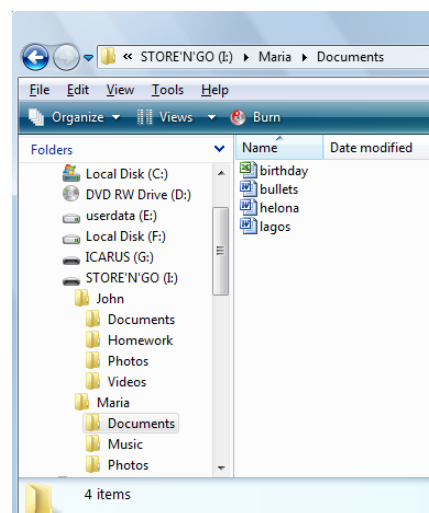 « STORE'N'GO (I:) ▸ Maria ▸ Documents
File Edit View Tools Help
Organize Views Burn
Folders
Local Disk (C:)
DVD RW Drive (D:)
userdata (E:)
Local Disk (F:)
ICARUS (G:)
STORE'N'GO (I:)
John
Documents
Homework
Photos
Videos
Maria
Documents
Music
Photos
Name Date modified
birthday
bullets
helona
lagos
4 items